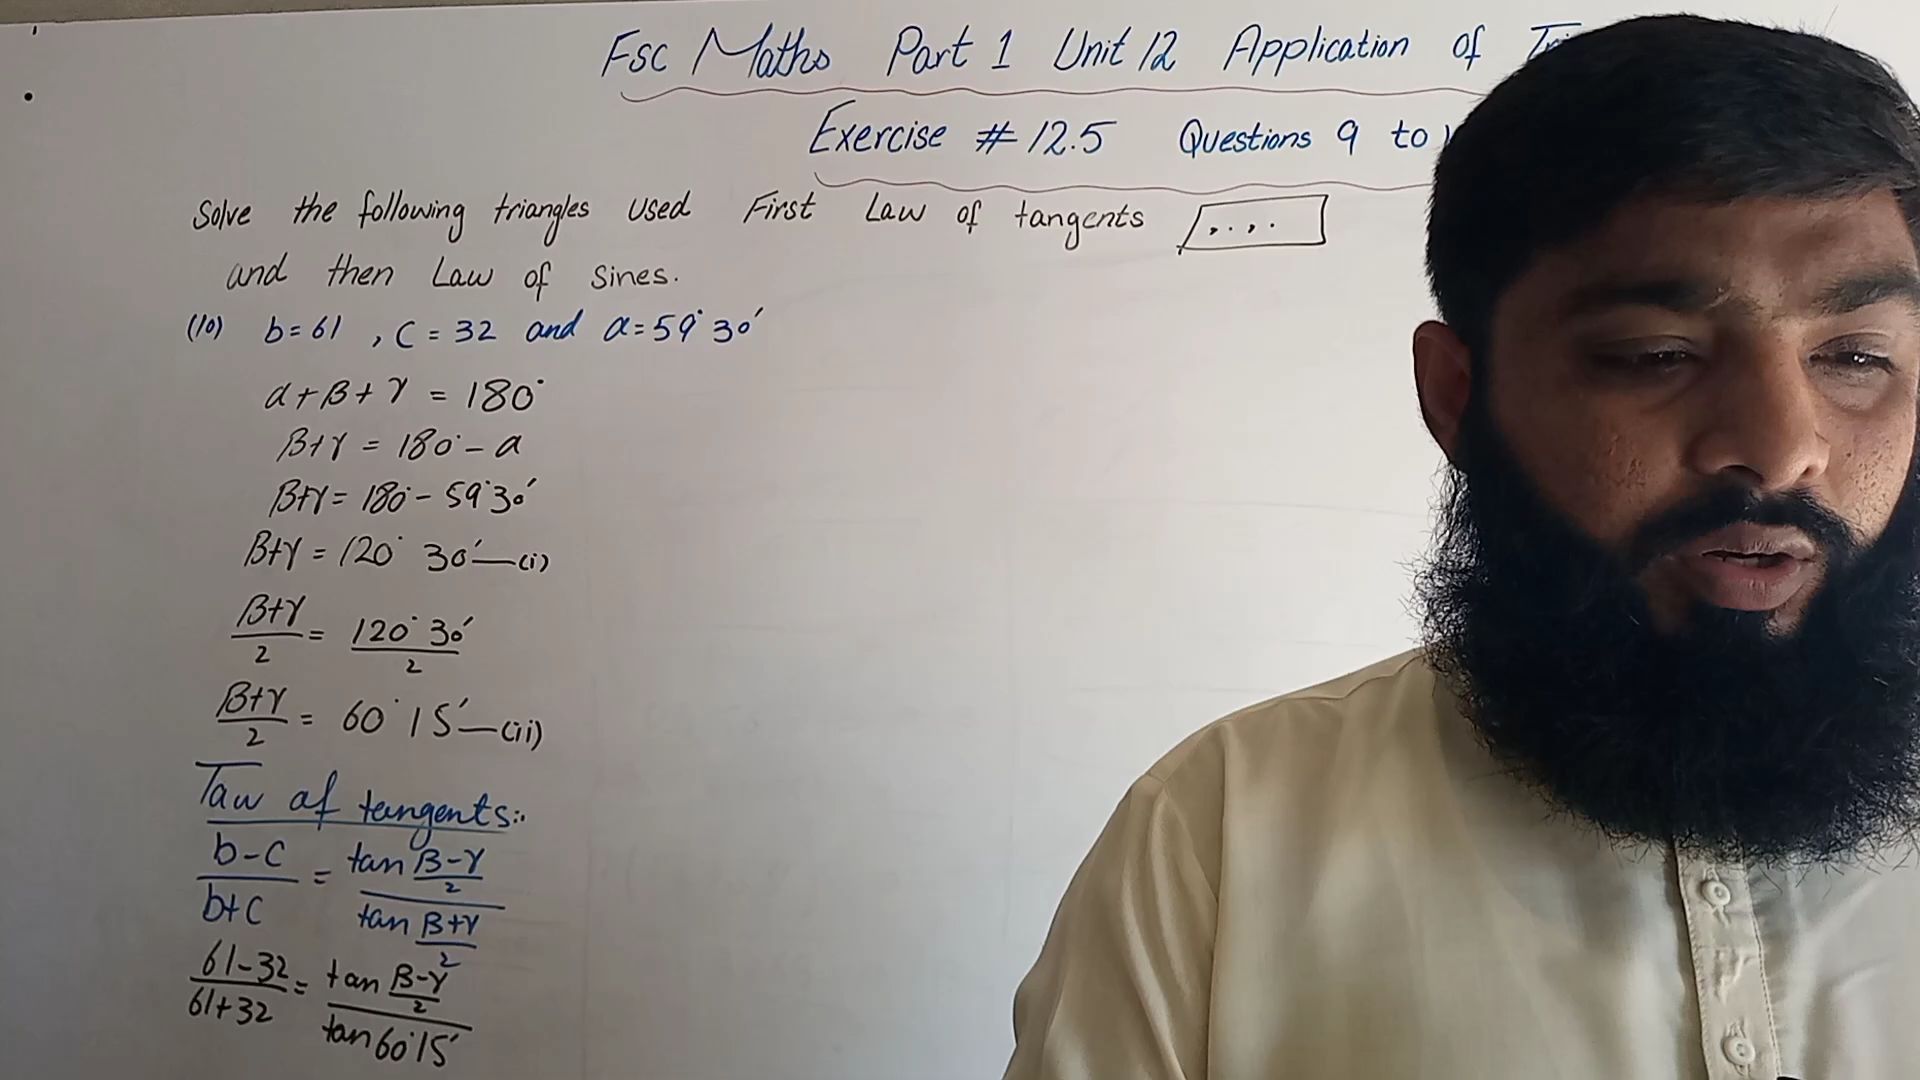 Fsc Maths Part 1 Unit 12 Application of
Exercise # 12.5 Questions 9 to
Solve the following triangles used First Law of tangents
and then Law of Sines.
(10) b=61 , c=32 and α=59°30′
α+β+γ = 180°
β+γ = 180°-α
β+γ = 180°-59°30′
β+γ = 120° 30′—(i)
β+γ/2 = 120° 30′/2
β+γ/2 = 60° 15′—(ii)
Taw of tangents:.
b-c/b+c = tan β-γ/2 / tan β+γ/2
61-32/61+32 = tan β-γ/2 / tan 60°15′